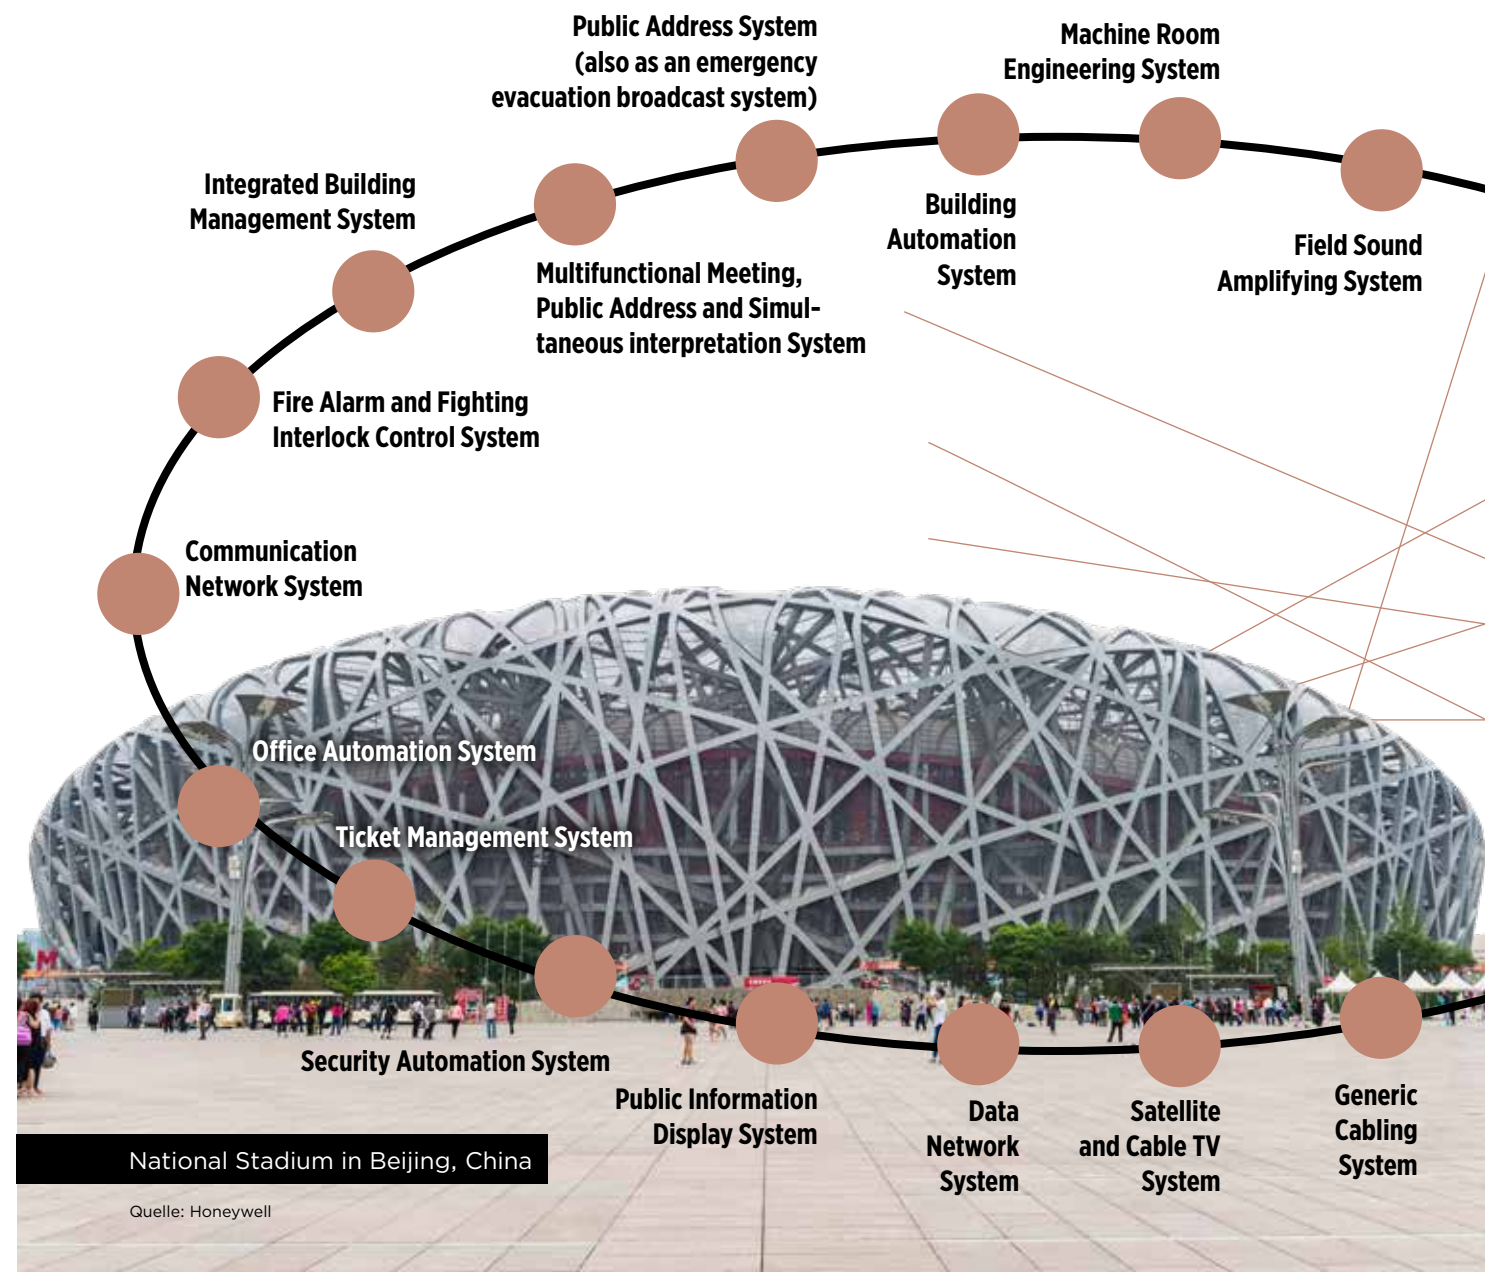 Public Address System
(also as an emergency
evacuation broadcast system)
Machine Room
Engineering System
Integrated Building
Management System
Building
Automation
System
Field Sound
Amplifying System
Multifunctional Meeting,
Public Address and Simul-
taneous interpretation System
Fire Alarm and Fighting
Interlock Control System
Communication
Network System
Office Automation System
Ticket Management System
M
Security Automation System
Public Information
Display System
Data
Network
System
Satellite
and Cable TV
System
Generic
Cabling
System
National Stadium in Beijing, China
Quelle: Honeywell